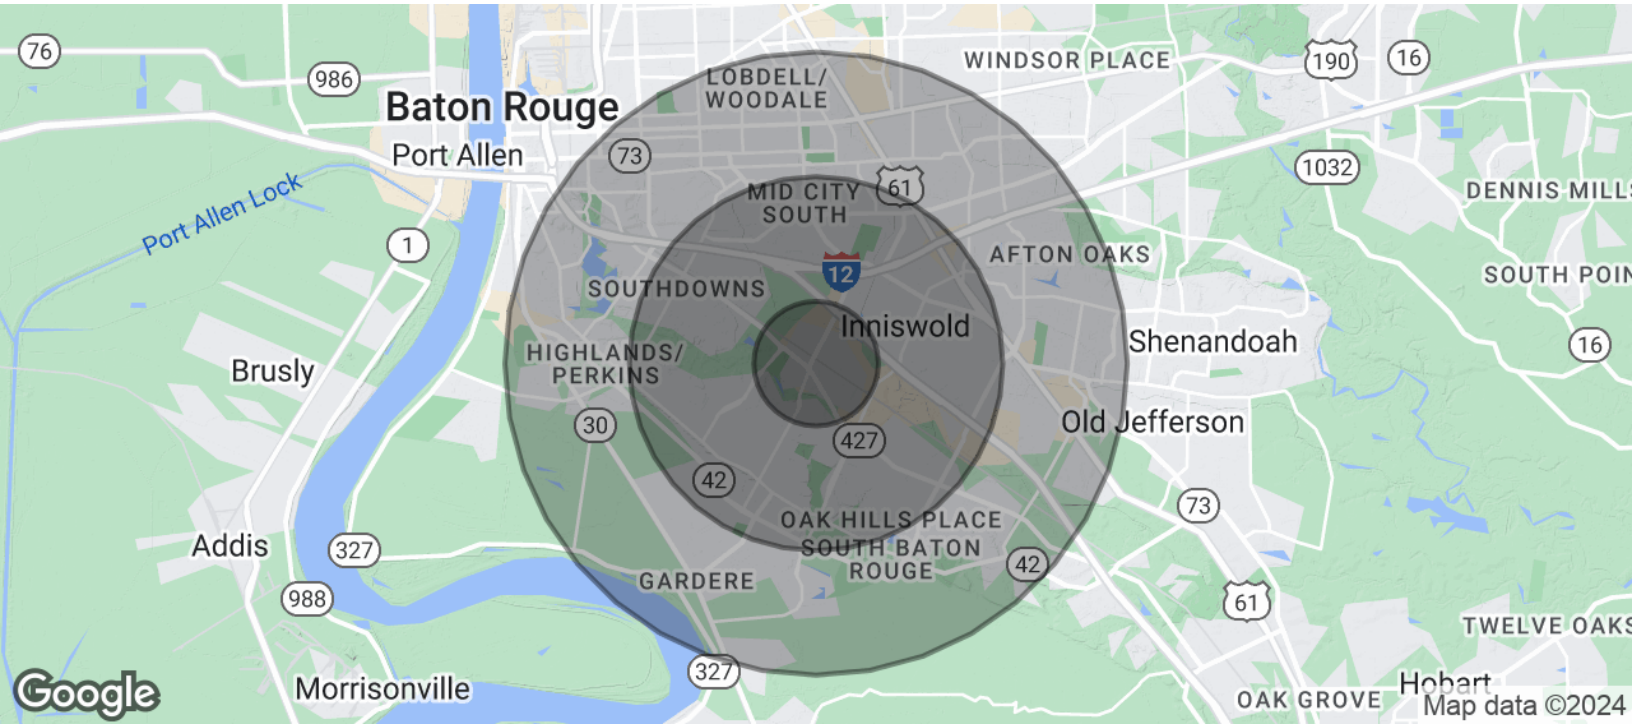 76
986
Baton Rouge
Port Allen
Port Allen Lock
1
73
LOBDELL/
WOODALE
WINDSOR PLACE
190
16
61
MID CITY
SOUTH
1032
DENNIS MILLS
AFTON OAKS
SOUTH POIN
12
SOUTHDOWNS
Inniswold
Shenandoah
16
HIGHLANDS/
PERKINS
Brusly
30
427
Old Jefferson
42
73
OAK HILLS PLACE
SOUTH BATON
ROUGE
42
Addis
327
GARDERE
988
61
TWELVE OAKS
327
Morrisonville
OAK GROVE
Hobart
Google
Map data ©2024